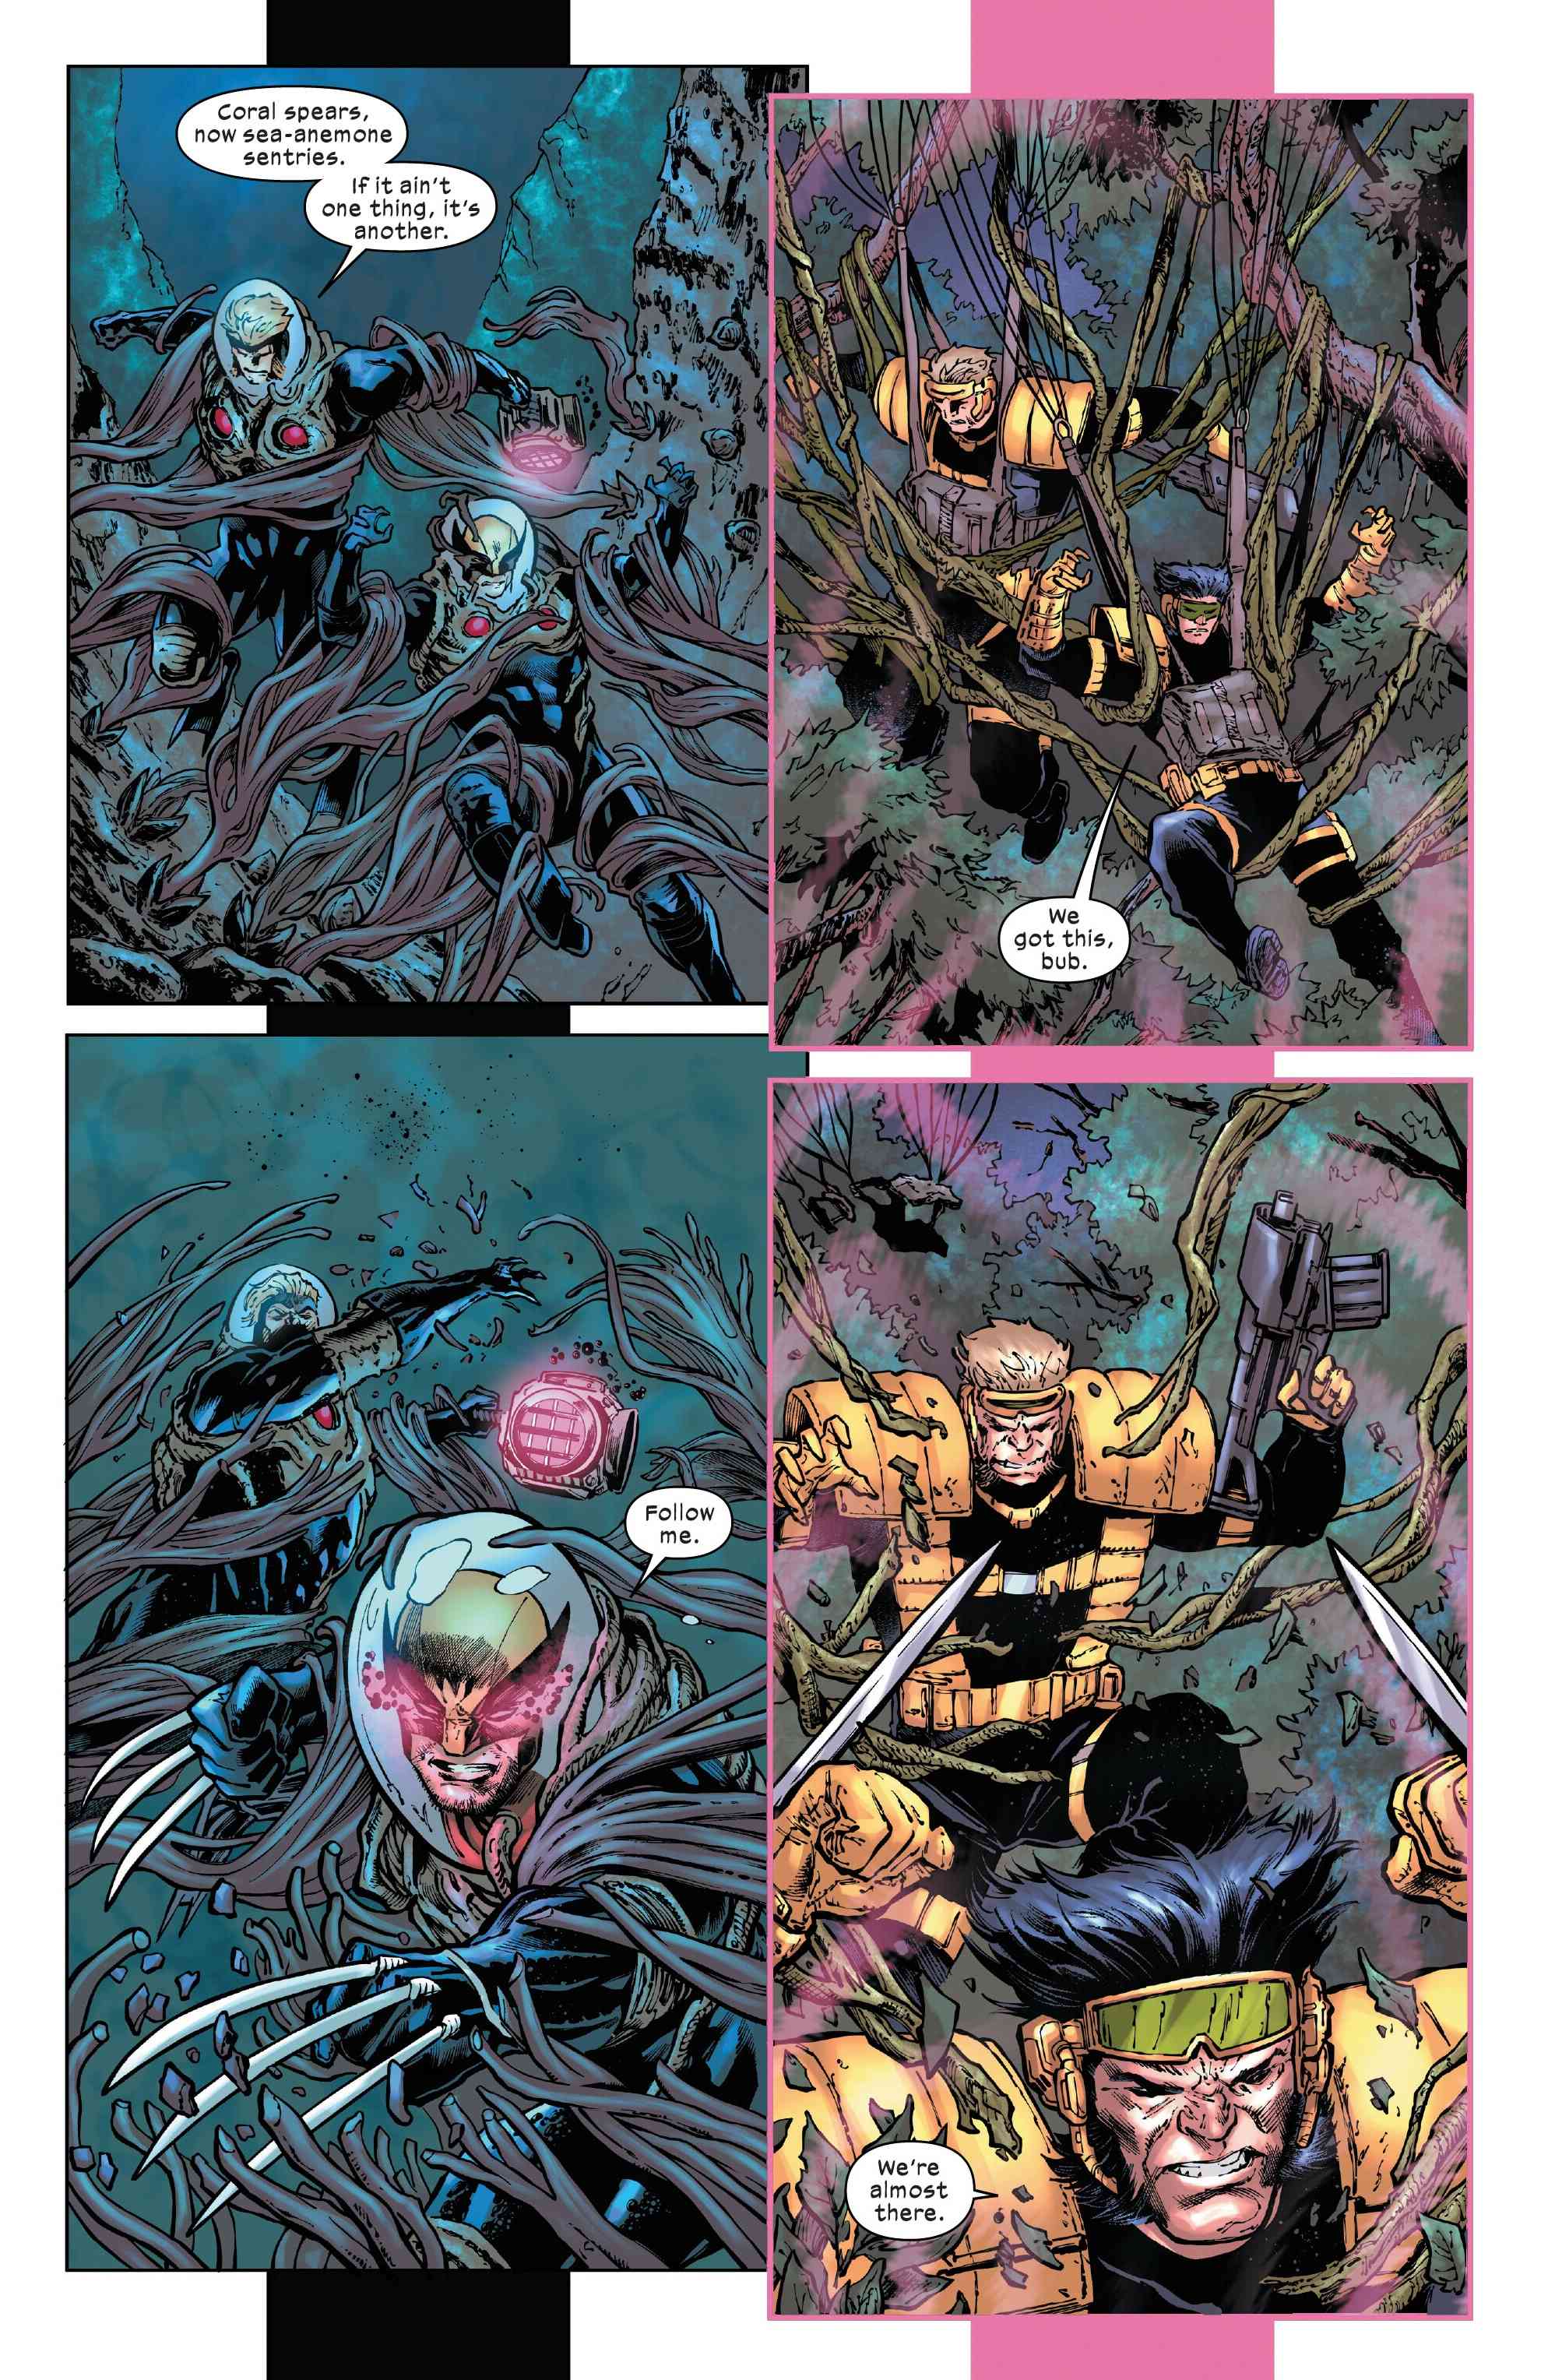 Coral spears,
now sea-anemone
sentries.
If it ain't
one thing, it's
another.
We
got this,
bub.
Follow
me.
We're
almost
there.